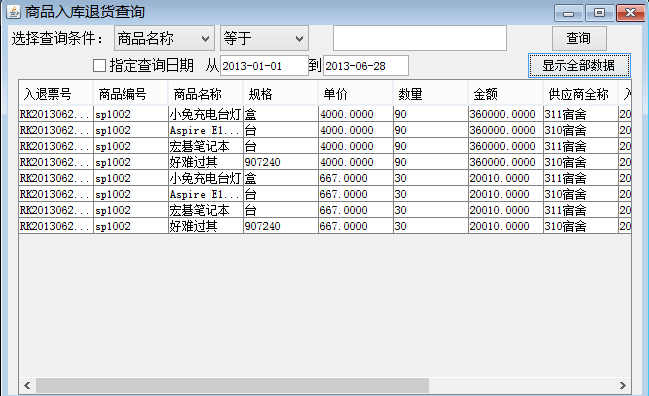 商品入库退货查询
选择查询条件： 商品名称 等于 查询
指定查询日期 从 2013-01-01 到 2013-06-28 显示全部数据
入退票号 商品编号 商品名称 规格 单价 数量 金额 供应商全称 入
RK2013062... sp1002 小兔充电台灯 盒 4000.0000 90 360000.0000 311宿舍 20
RK2013062... sp1002 Aspire E1... 台 4000.0000 90 360000.0000 310宿舍 20
RK2013062... sp1002 宏碁笔记本 台 4000.0000 90 360000.0000 311宿舍 20
RK2013062... sp1002 好难过其 907240 4000.0000 90 360000.0000 310宿舍 20
RK2013062... sp1002 小兔充电台灯 盒 667.0000 30 20010.0000 311宿舍 20
RK2013062... sp1002 Aspire E1... 台 667.0000 30 20010.0000 310宿舍 20
RK2013062... sp1002 宏碁笔记本 台 667.0000 30 20010.0000 311宿舍 20
RK2013062... sp1002 好难过其 907240 667.0000 30 20010.0000 310宿舍 20